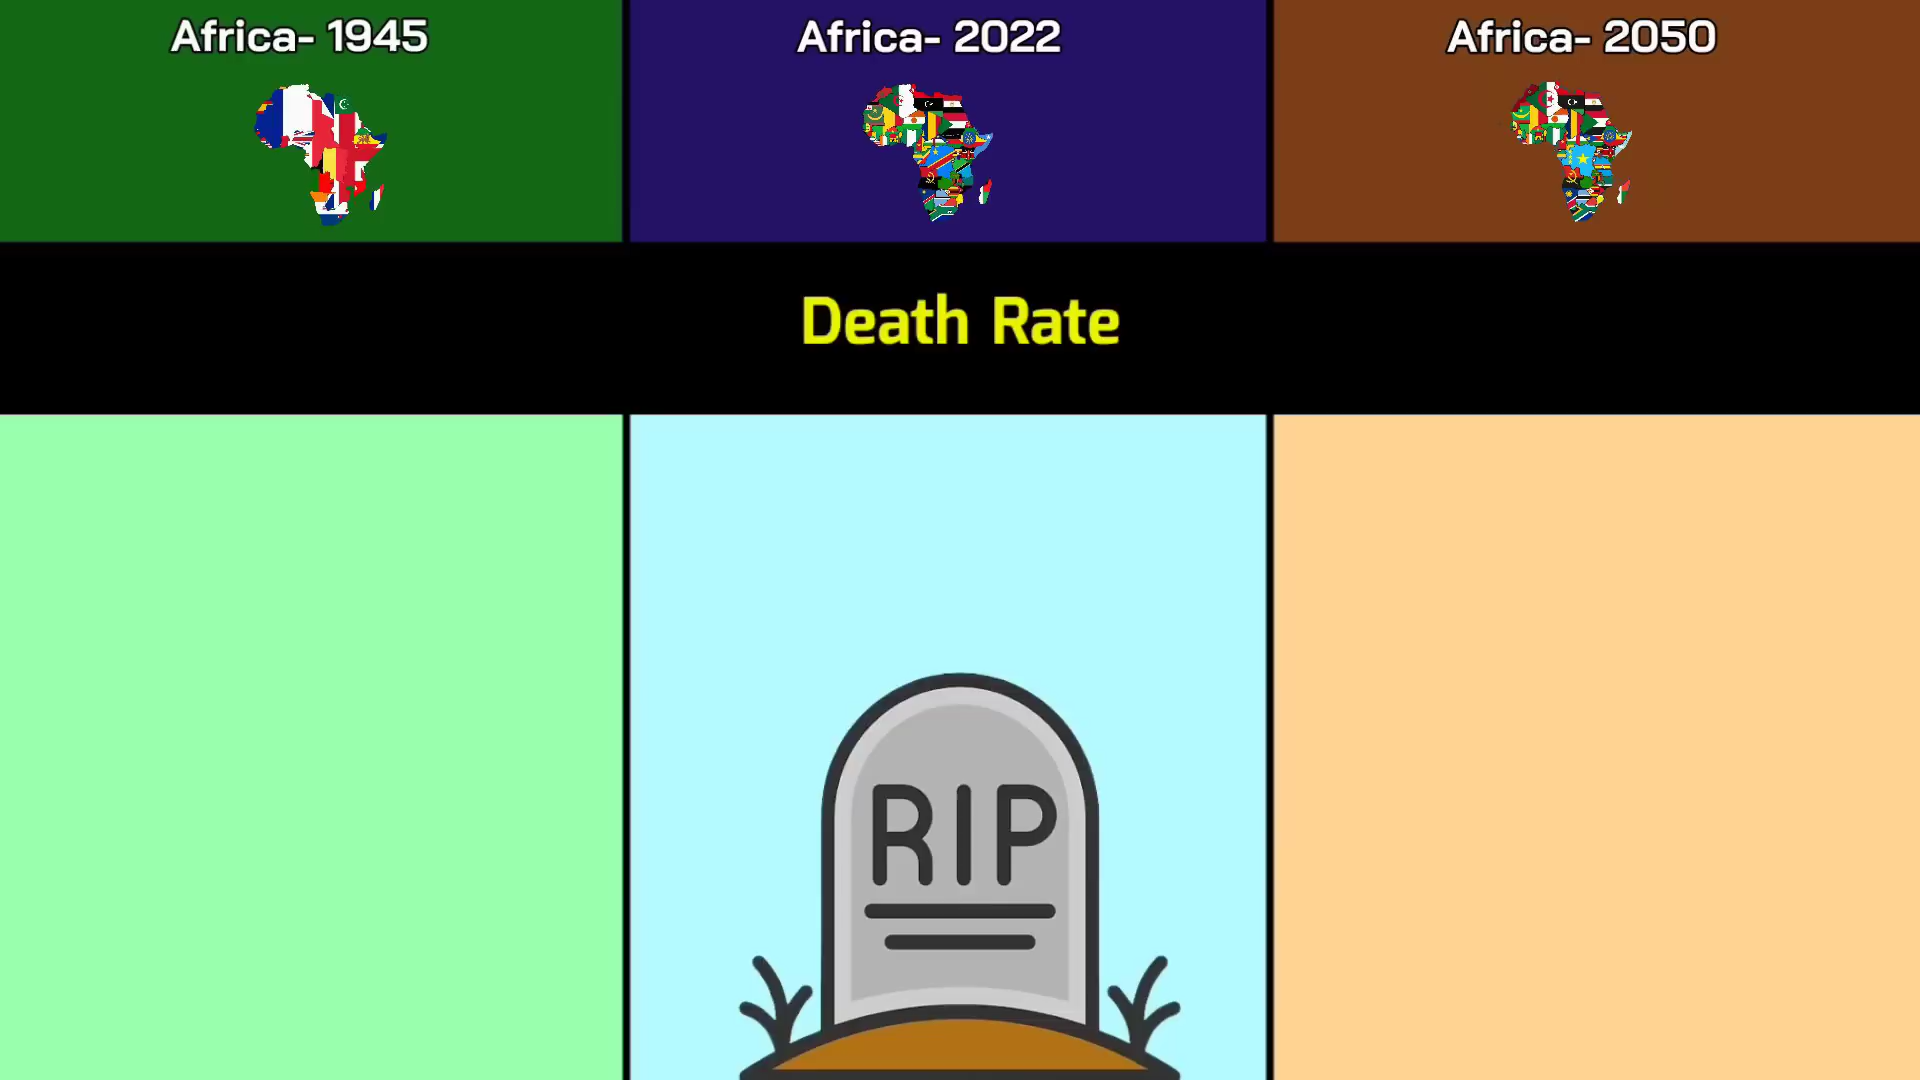 Africa- 1945
Africa- 2022
Africa- 2050
Death Rate
RIP